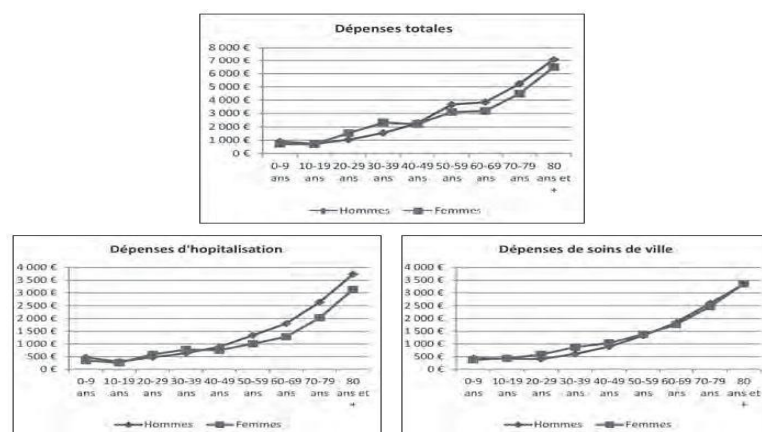 Dépenses totales
8 000 €
7 000 €
6 000 €
5 000 €
4 000 €
3 000 €
2 000 €
1 000 €
0 €
0-9 10-19 20-29 30-39 40-49 50-59 60-69 70-79 80
ans ans ans ans ans ans ans ans ans et
+
Hommes Femmes
Dépenses d'hopitalisation
4 000 €
3 500 €
3 000 €
2 500 €
2 000 €
1 500 €
1 000 €
500 €
0 €
0-9 10-19 20-29 30-39 40-49 50-59 60-69 70-79 80
ans ans ans ans ans ans ans ans ans et
+
Hommes Femmes
Dépenses de soins de ville
4 000 €
3 500 €
3 000 €
2 500 €
2 000 €
1 500 €
1 000 €
500 €
0 €
0-9 10-19 20-29 30-39 40-49 50-59 60-69 70-79 80
ans ans ans ans ans ans ans ans ans et
+
Hommes Femmes